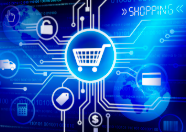 » SHOPPING «
$